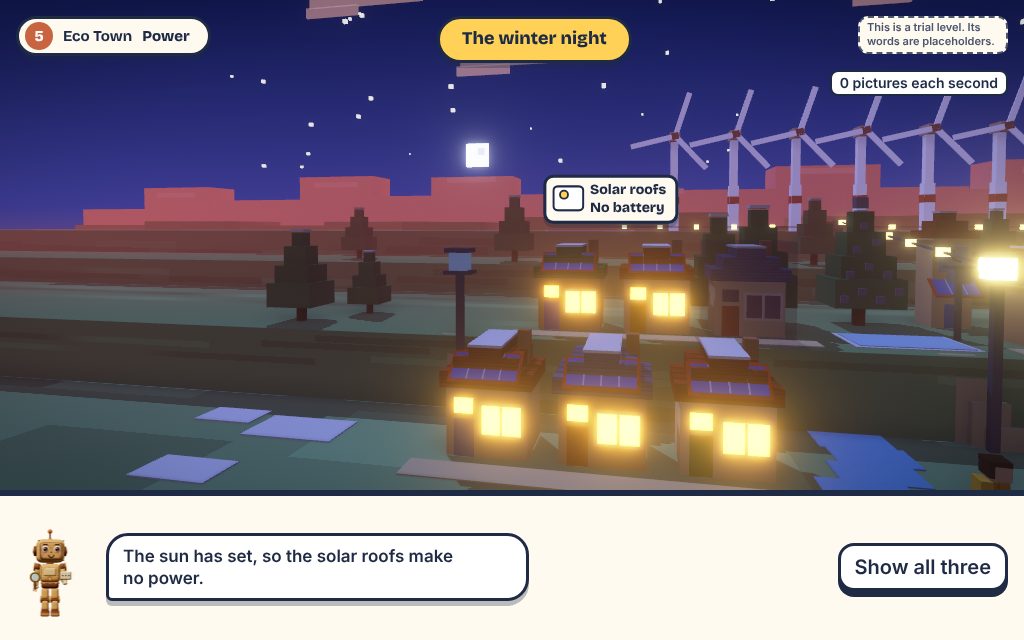 5 Eco Town Power
The winter night
This is a trial level. Its
words are placeholders.
0 pictures each second
Solar roofs
No battery
The sun has set, so the solar roofs make
no power.
Show all three